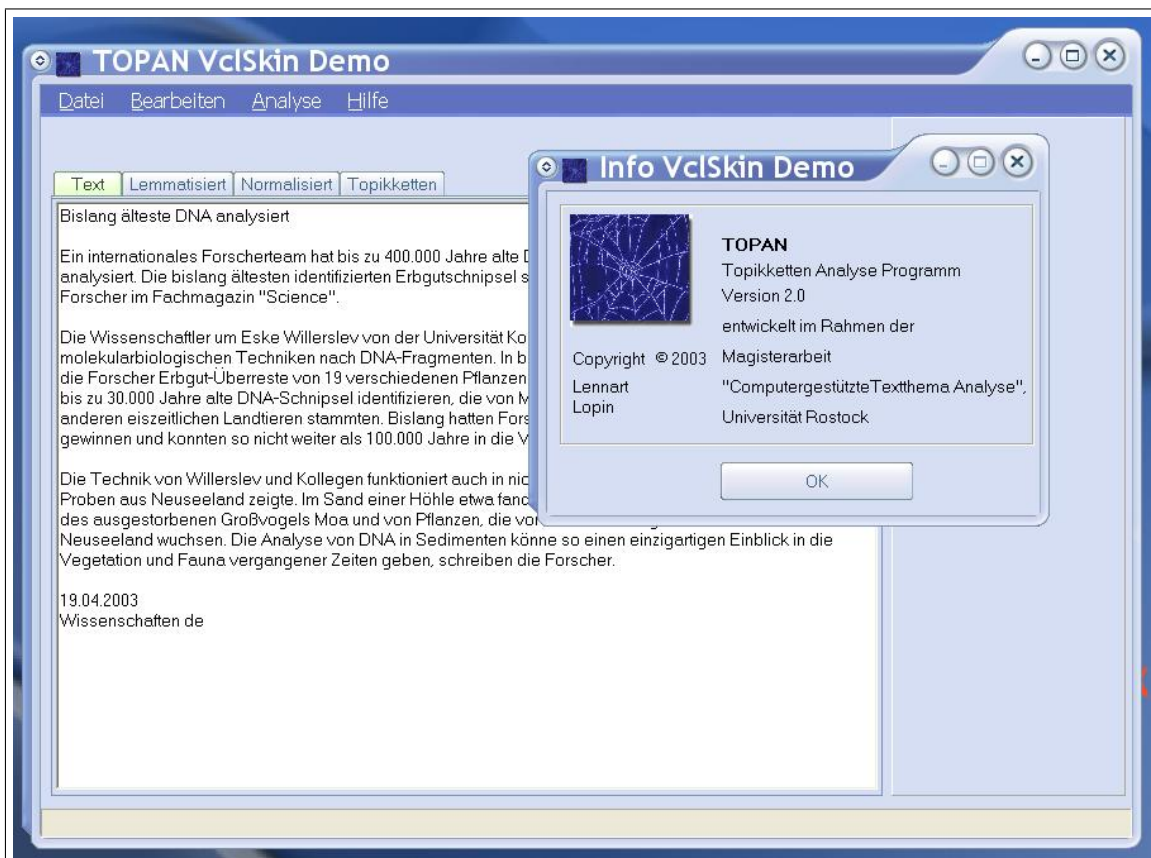 TOPAN VclSkin Demo
Datei Bearbeiten Analyse Hilfe
Text Lemmatisiert Normalisiert Topikketten
Bislang älteste DNA analysiert
Ein internationales Forscherteam hat bis zu 400.000 Jahre alte
analysiert. Die bislang ältesten identifizierten Erbgutschnipsel
Forscher im Fachmagazin "Science".
Die Wissenschaftler um Eske Willerslev von der Universität
molekularbiologischen Techniken nach DNA-Fragmenten. In
die Forscher Erbgut-Überreste von 19 verschiedenen Pflanzen
bis zu 30.000 Jahre alte DNA-Schnipsel identifizieren, die von
anderen eiszeitlichen Landtieren stammten. Bislang hatten
gewinnen und konnten so nicht weiter als 100.000 Jahre in die
Die Technik von Willerslev und Kollegen funktioniert auch in
Proben aus Neuseeland zeigte. Im Sand einer Höhle etwa
des ausgestorbenen Großvogels Moa und von Pflanzen, die
Neuseeland wuchsen. Die Analyse von DNA in Sedimenten könne so einen einzigartigen Einblick in die
Vegetation und Fauna vergangener Zeiten geben, schreiben die Forscher.
19.04.2003
Wissenschaften de
Info VclSkin Demo
TOPAN
Topikketten Analyse Programm
Version 2.0
entwickelt im Rahmen der
Copyright © 2003 Magisterarbeit
Lennart "ComputergestützteTextthema Analyse",
Lopin
Universität Rostock
OK